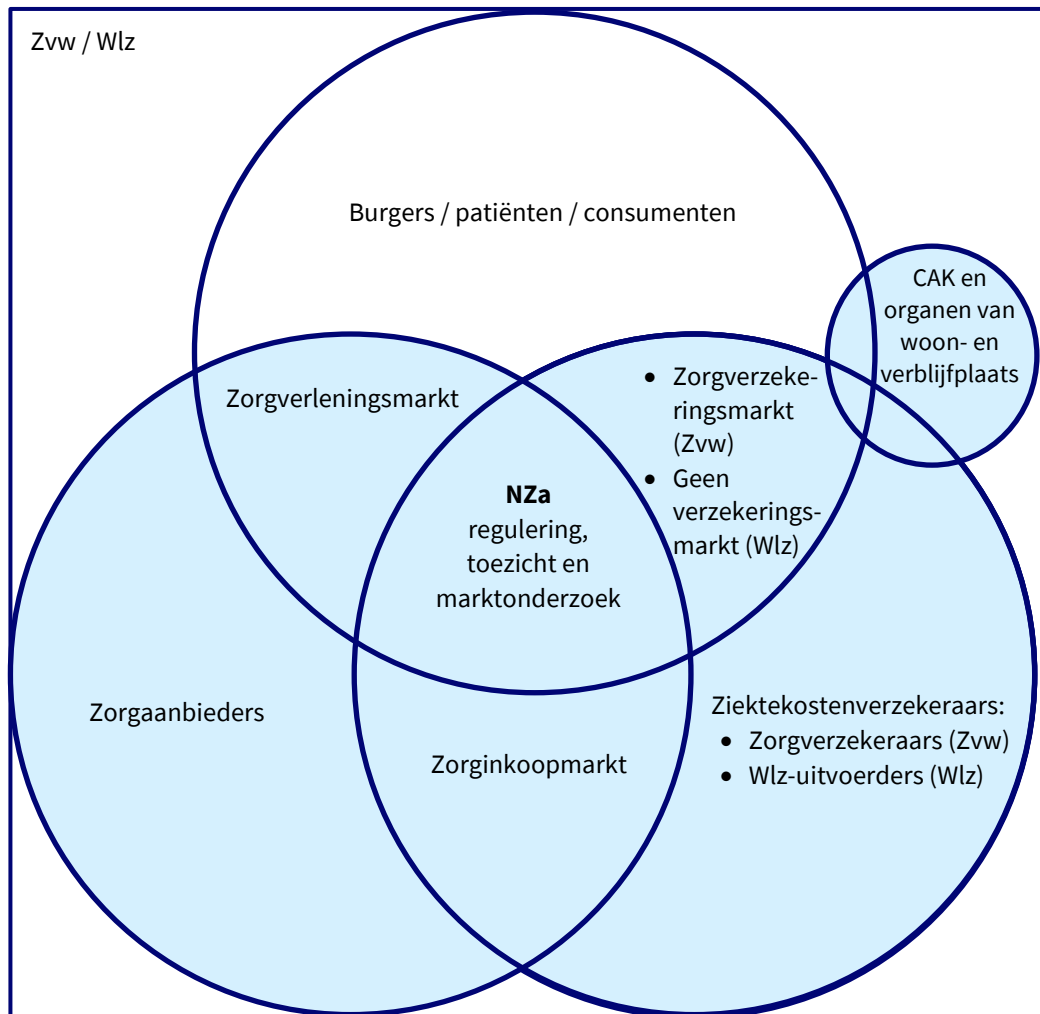 Zvw / Wlz
Burgers / patiënten / consumenten
CAK en
organen van
woon- en
verblijfplaats
Zorgverleningsmarkt
• Zorgverzeke-
ringsmarkt
(Zvw)
• Geen
verzekerings-
markt (Wlz)
NZa
regulering,
toezicht en
marktonderzoek
Zorgaanbieders
Zorginkoopmarkt
Ziektekostenverzekeraars:
• Zorgverzekeraars (Zvw)
• Wlz-uitvoerders (Wlz)